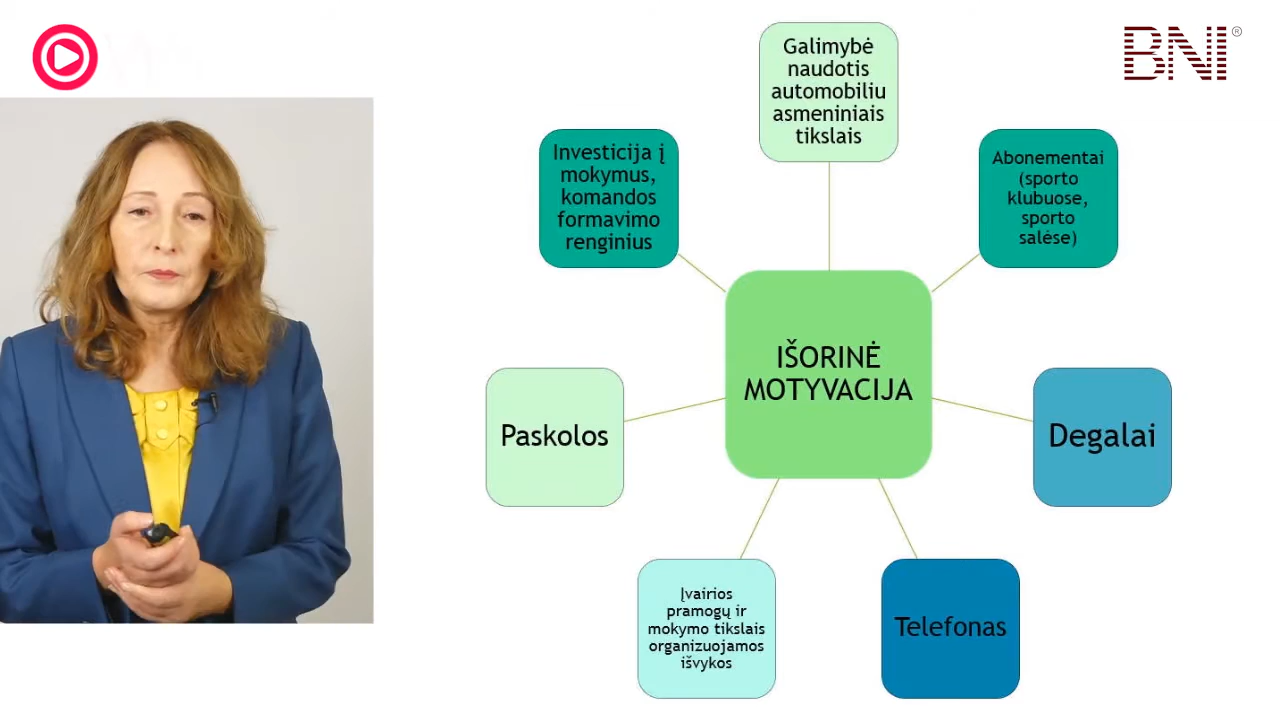 BNI®
Galimybė
naudotis
automobiliu
asmeniniais
tikslais
Investicija į
mokymus,
komandos
formavimo
renginius
Abonementai
(sporto
klubuose,
sporto
salėse)
IŠORINĖ
MOTYVACIJA
Paskolos
Degalai
Įvairios
pramogų ir
mokymo tikslais
organizuojamos
išvykos
Telefonas